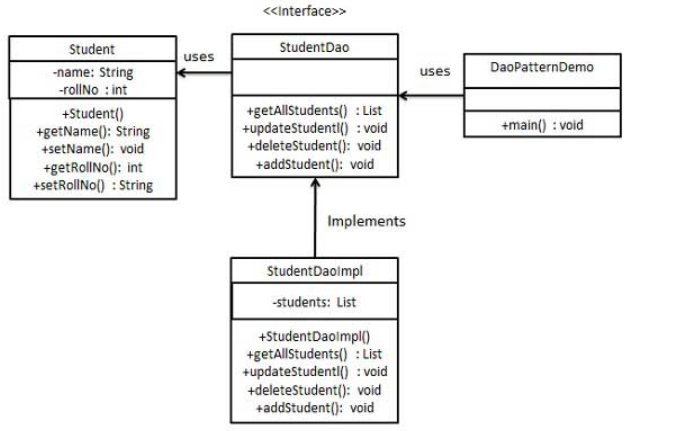 <<Interface>>
Student
-name: String
-rollNo : int
+Student()
+getName(): String
+setName(): void
+getRollNo(): int
+setRollNo() : String
uses
StudentDao
+getAllStudents() : List
+updateStudentl() : void
+deleteStudent(): void
+addStudent(): void
uses
DaoPatternDemo
+main() : void
Implements
StudentDaoImpl
-students: List
+StudentDaoImpl()
+getAllStudents() : List
+updateStudentl() : void
+deleteStudent(): void
+addStudent(): void